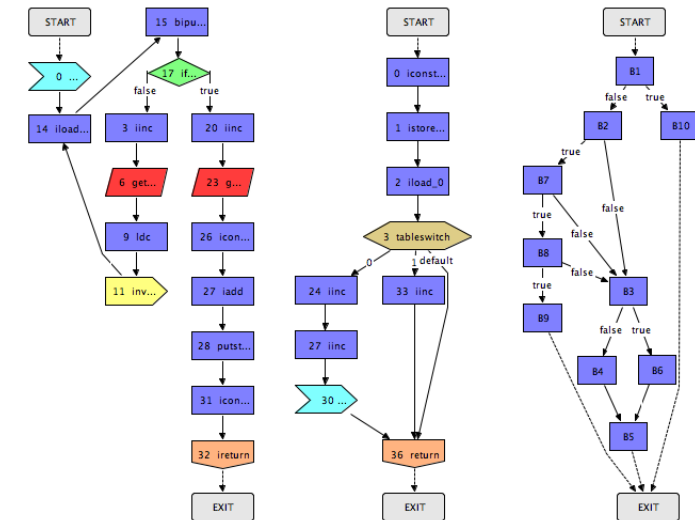 START
0 ...
14 iload...
15 bipu...
17 if...
false
true
3 iinc
6 get...
9 ldc
11 inv...
20 iinc
23 g...
26 icon...
27 iadd
28 putst...
31 icon...
32 ireturn
EXIT
START
0 iconst...
1 istore...
2 iload_0
3 tableswitch
0
1
default
24 iinc
33 iinc
27 iinc
30 ...
36 return
EXIT
START
B1
false
true
B2
B10
true
false
B7
true
false
B8
false
true
B3
B9
false
true
B4
B6
B5
EXIT